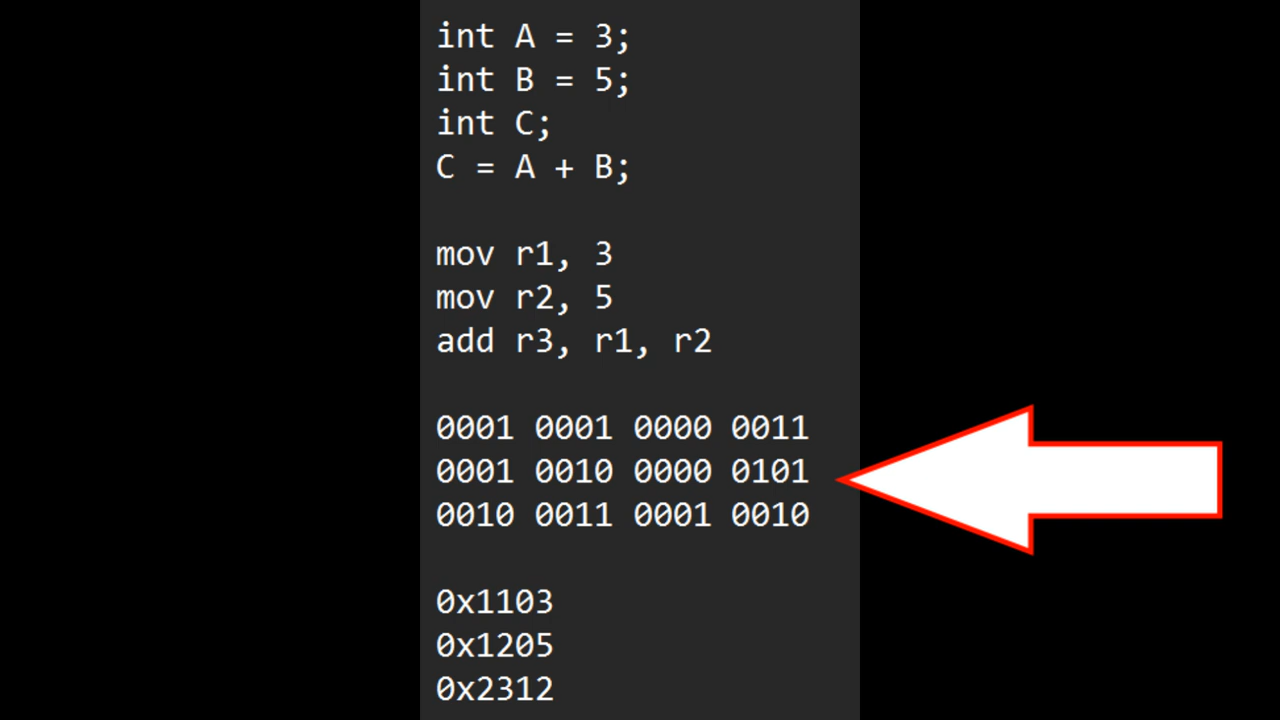 int A = 3;
int B = 5;
int C;
C = A + B;
mov r1, 3
mov r2, 5
add r3, r1, r2
0001 0001 0000 0011
0001 0010 0000 0101
0010 0011 0001 0010
0x1103
0x1205
0x2312